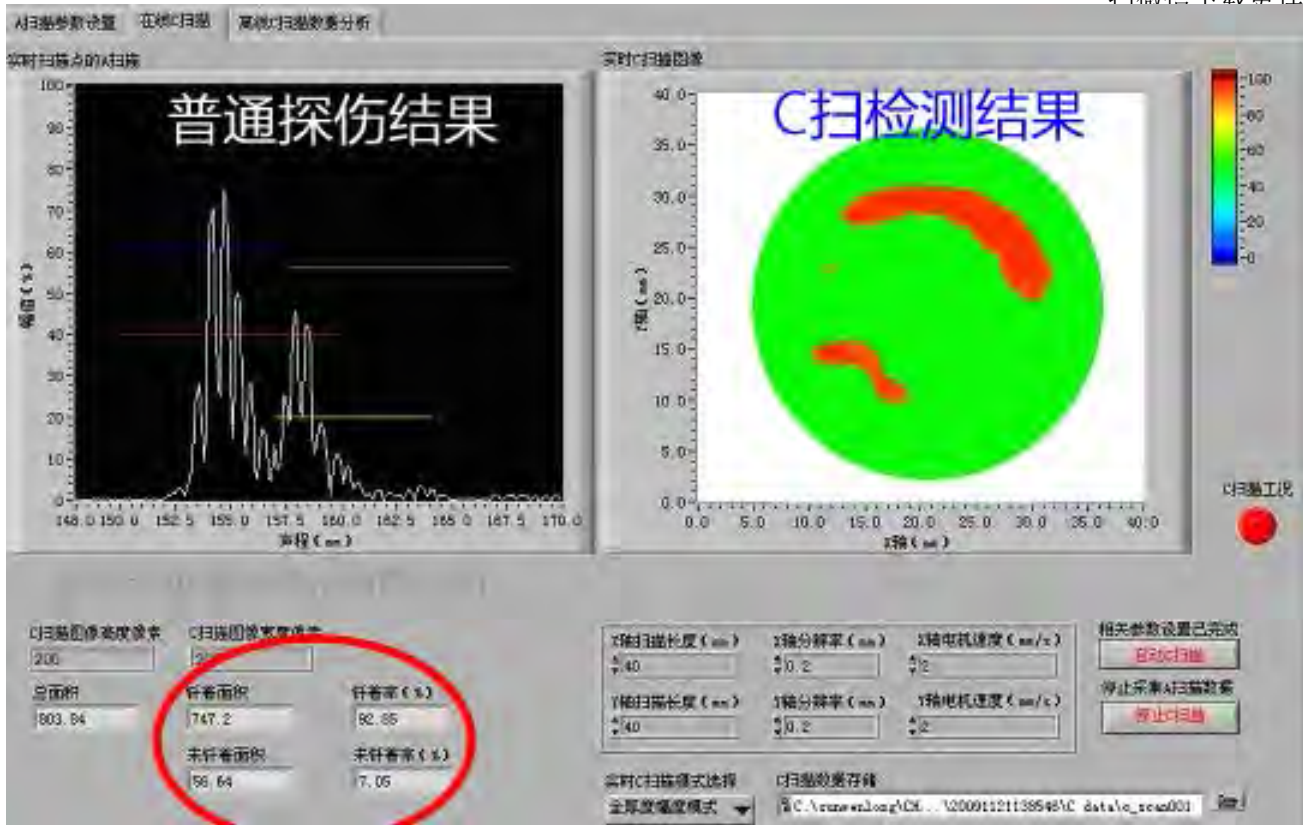 A扫描参数设置 在线C扫描 离线C扫描数据分析
实时扫描点的A扫描
普通探伤结果
幅值(%)
100
90
80
70
60
50
40
30
20
10
0
148.0 150.0 152.5 155.0 157.5 160.0 162.5 165.0 167.5 170.0
声程(mm)
实时C扫描图像
C扫检测结果
Y轴(mm)
40.0
35.0
30.0
25.0
20.0
15.0
10.0
5.0
0.0
0.0 5.0 10.0 15.0 20.0 25.0 30.0 35.0 40.0
X轴(mm)
100
80
60
40
20
0
C扫描工况
C扫描图像高度像素 C扫描图像宽度像素
200
总面积 钎着面积 钎着率(%)
803.84 747.2 92.85
未钎着面积 未钎着率(%)
56.64 7.05
X轴扫描长度(mm) X轴分辨率(mm) X轴电机速度(mm/s)
40 0.2 2
Y轴扫描长度(mm) Y轴分辨率(mm) Y轴电机速度(mm/s)
40 0.2 2
相关参数设置已完成
启动C扫描
停止采集A扫描数据
停止C扫描
实时C扫描模式选择 C扫描数据存储
全厚度幅度模式